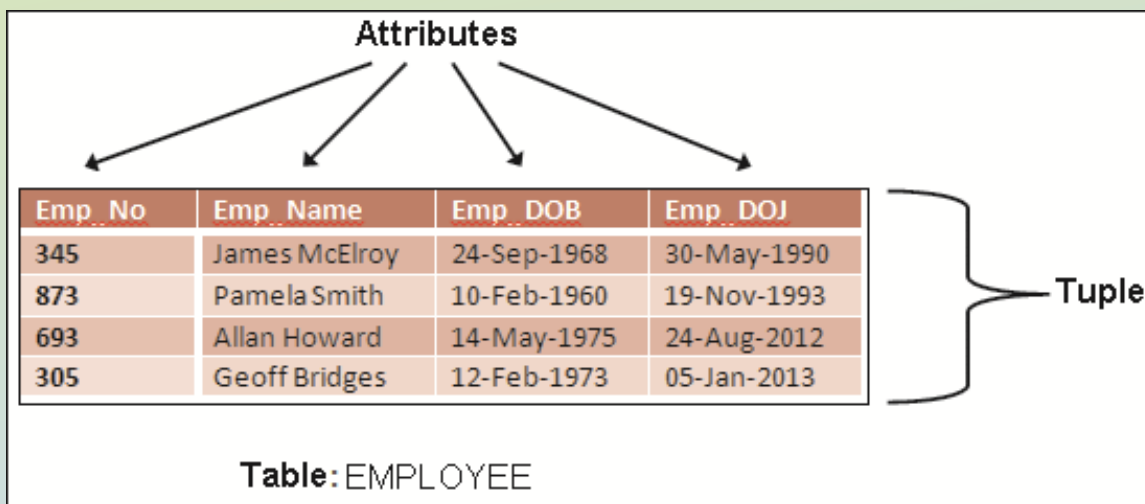 Attributes
Emp_No Emp_Name Emp_DOB Emp_DOJ
345 James McElroy 24-Sep-1968 30-May-1990
873 Pamela Smith 10-Feb-1960 19-Nov-1993
693 Allan Howard 14-May-1975 24-Aug-2012
305 Geoff Bridges 12-Feb-1973 05-Jan-2013
Tuple
Table: EMPLOYEE